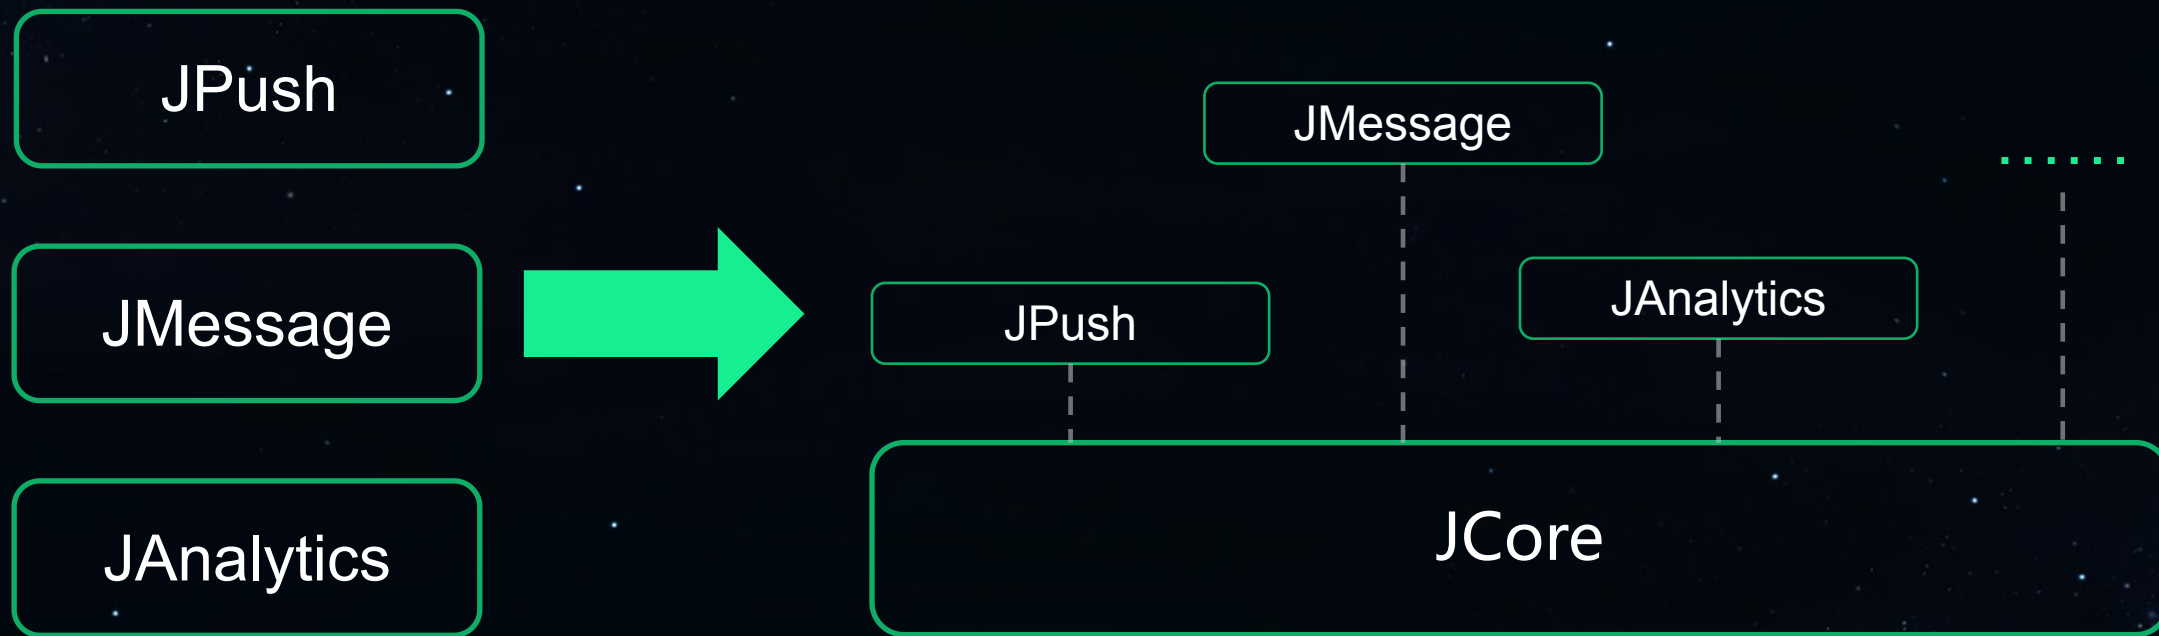 JPush
JMessage
JAnalytics
JMessage
......
JPush
JAnalytics
JCore